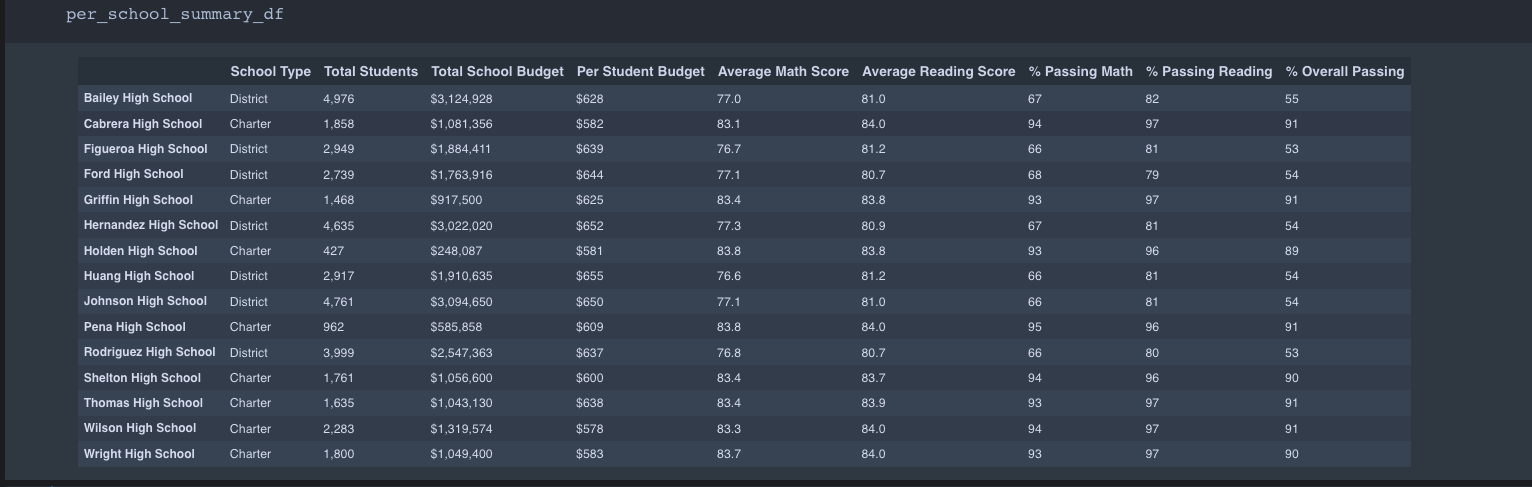 per_school_summary_df
School Type Total Students Total School Budget Per Student Budget Average Math Score Average Reading Score % Passing Math % Passing Reading % Overall Passing
Bailey High School District 4,976 $3,124,928 $628 77.0 81.0 67 82 55
Cabrera High School Charter 1,858 $1,081,356 $582 83.1 84.0 94 97 91
Figueroa High School District 2,949 $1,884,411 $639 76.7 81.2 66 81 53
Ford High School District 2,739 $1,763,916 $644 77.1 80.7 68 79 54
Griffin High School Charter 1,468 $917,500 $625 83.4 83.8 93 97 91
Hernandez High School District 4,635 $3,022,020 $652 77.3 80.9 67 81 54
Holden High School Charter 427 $248,087 $581 83.8 83.8 93 96 89
Huang High School District 2,917 $1,910,635 $655 76.6 81.2 66 81 54
Johnson High School District 4,761 $3,094,650 $650 77.1 81.0 66 81 54
Pena High School Charter 962 $585,858 $609 83.8 84.0 95 96 91
Rodriguez High School District 3,999 $2,547,363 $637 76.8 80.7 66 80 53
Shelton High School Charter 1,761 $1,056,600 $600 83.4 83.7 94 96 90
Thomas High School Charter 1,635 $1,043,130 $638 83.4 83.9 93 97 91
Wilson High School Charter 2,283 $1,319,574 $578 83.3 84.0 94 97 91
Wright High School Charter 1,800 $1,049,400 $583 83.7 84.0 93 97 90